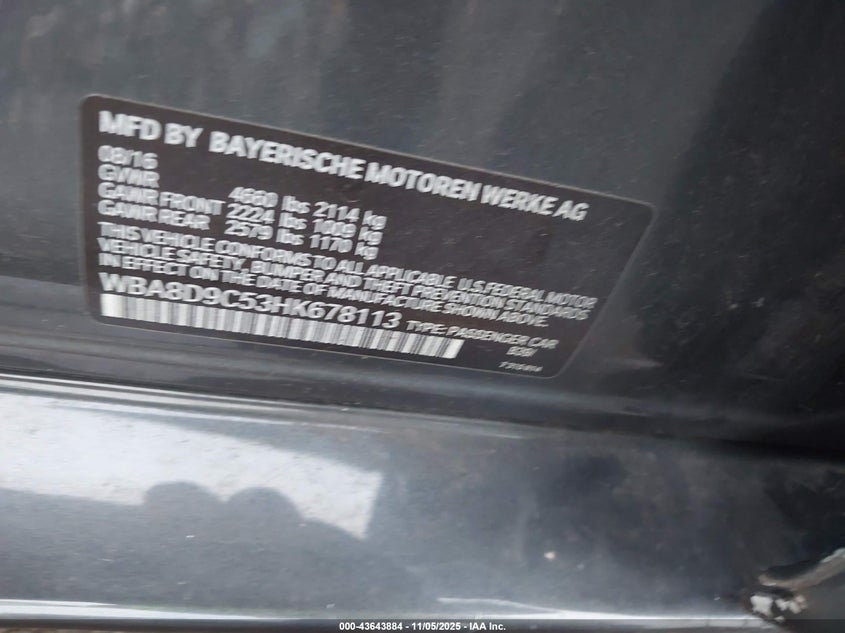 MFD BY BAYERISCHE MOTOREN WERKE AG
08/16
GVWR 4660 lbs 2114 kg
GAWR FRONT 2224 lbs 1009 kg
GAWR REAR 2579 lbs 1170 kg
THIS VEHICLE CONFORMS TO ALL APPLICABLE U.S. FEDERAL MOTOR
VEHICLE SAFETY, BUMPER AND THEFT PREVENTION STANDARDS
IN EFFECT ON THE DATE OF MANUFACTURE SHOWN ABOVE.
WBA8D9C53HK678113 TYPE: PASSENGER CAR
000-43643884 - 11/05/2025 - IAA Inc.